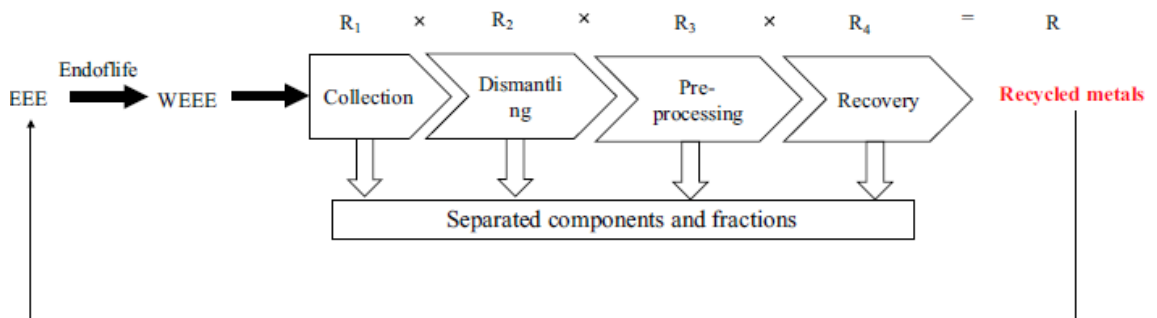 R₁ × R₂ × R₃ × R₄ = R
Endoflife
EEE
WEEE
Collection
Dismantli
ng
Pre-
processing
Recovery
Recycled metals
Separated components and fractions